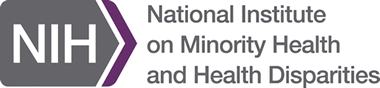 NIH
National Institute
on Minority Health
and Health Disparities